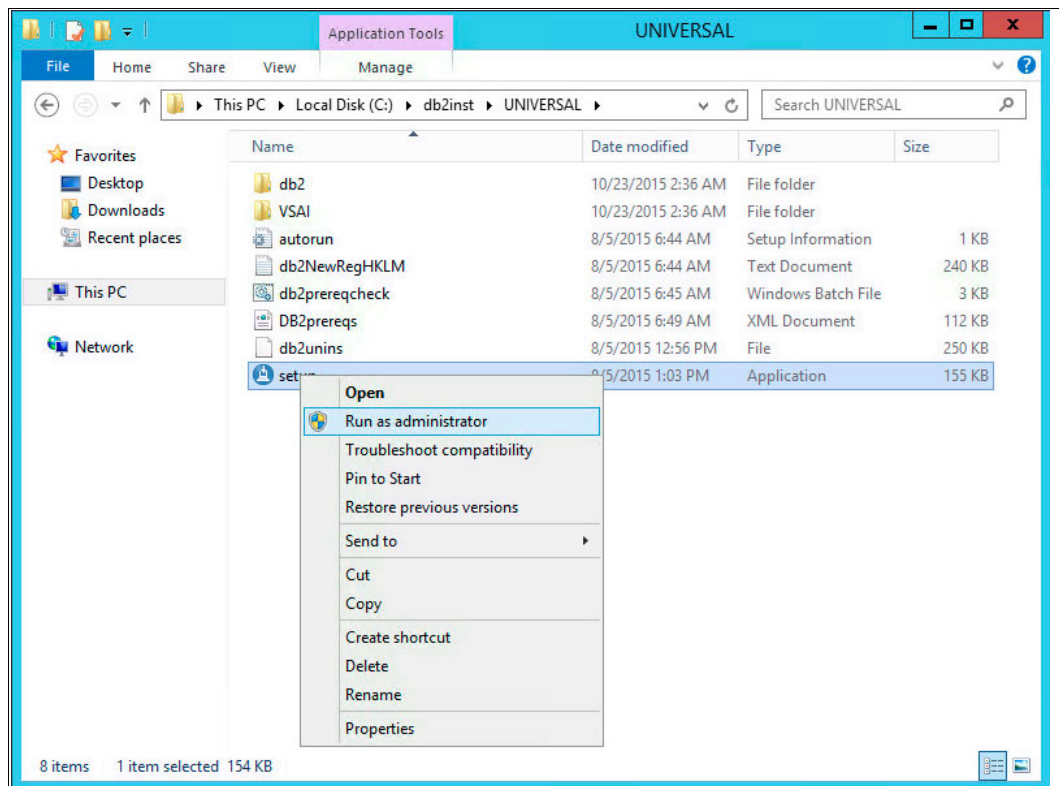 Application Tools UNIVERSAL
File Home Share View Manage
This PC Local Disk (C:) db2inst UNIVERSAL Search UNIVERSAL
Favorites
Desktop
Downloads
Recent places
This PC
Network
Name Date modified Type Size
db2 10/23/2015 2:36 AM File folder
VSAI 10/23/2015 2:36 AM File folder
autorun 8/5/2015 6:44 AM Setup Information 1 KB
db2NewRegHKLM 8/5/2015 6:44 AM Text Document 240 KB
db2prereqcheck 8/5/2015 6:45 AM Windows Batch File 3 KB
DB2prereqs 8/5/2015 6:49 AM XML Document 112 KB
db2unins 8/5/2015 12:56 PM File 250 KB
setup 8/5/2015 1:03 PM Application 155 KB
Open
Run as administrator
Troubleshoot compatibility
Pin to Start
Restore previous versions
Send to
Cut
Copy
Create shortcut
Delete
Rename
Properties
8 items 1 item selected 154 KB